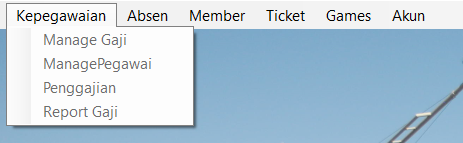 Kepegawaian Absen Member Ticket Games Akun
Manage Gaji
ManagePegawai
Penggajian
Report Gaji